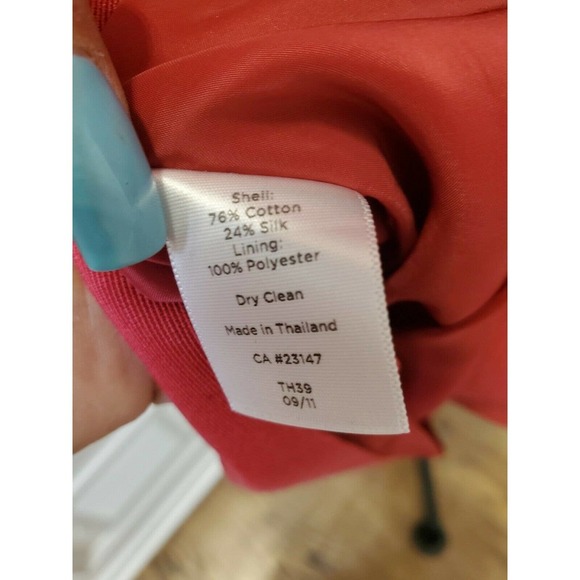 Shell:
76% Cotton
24% Silk
Lining:
100% Polyester
Dry Clean
Made in Thailand
CA #23147
TH39
09/11